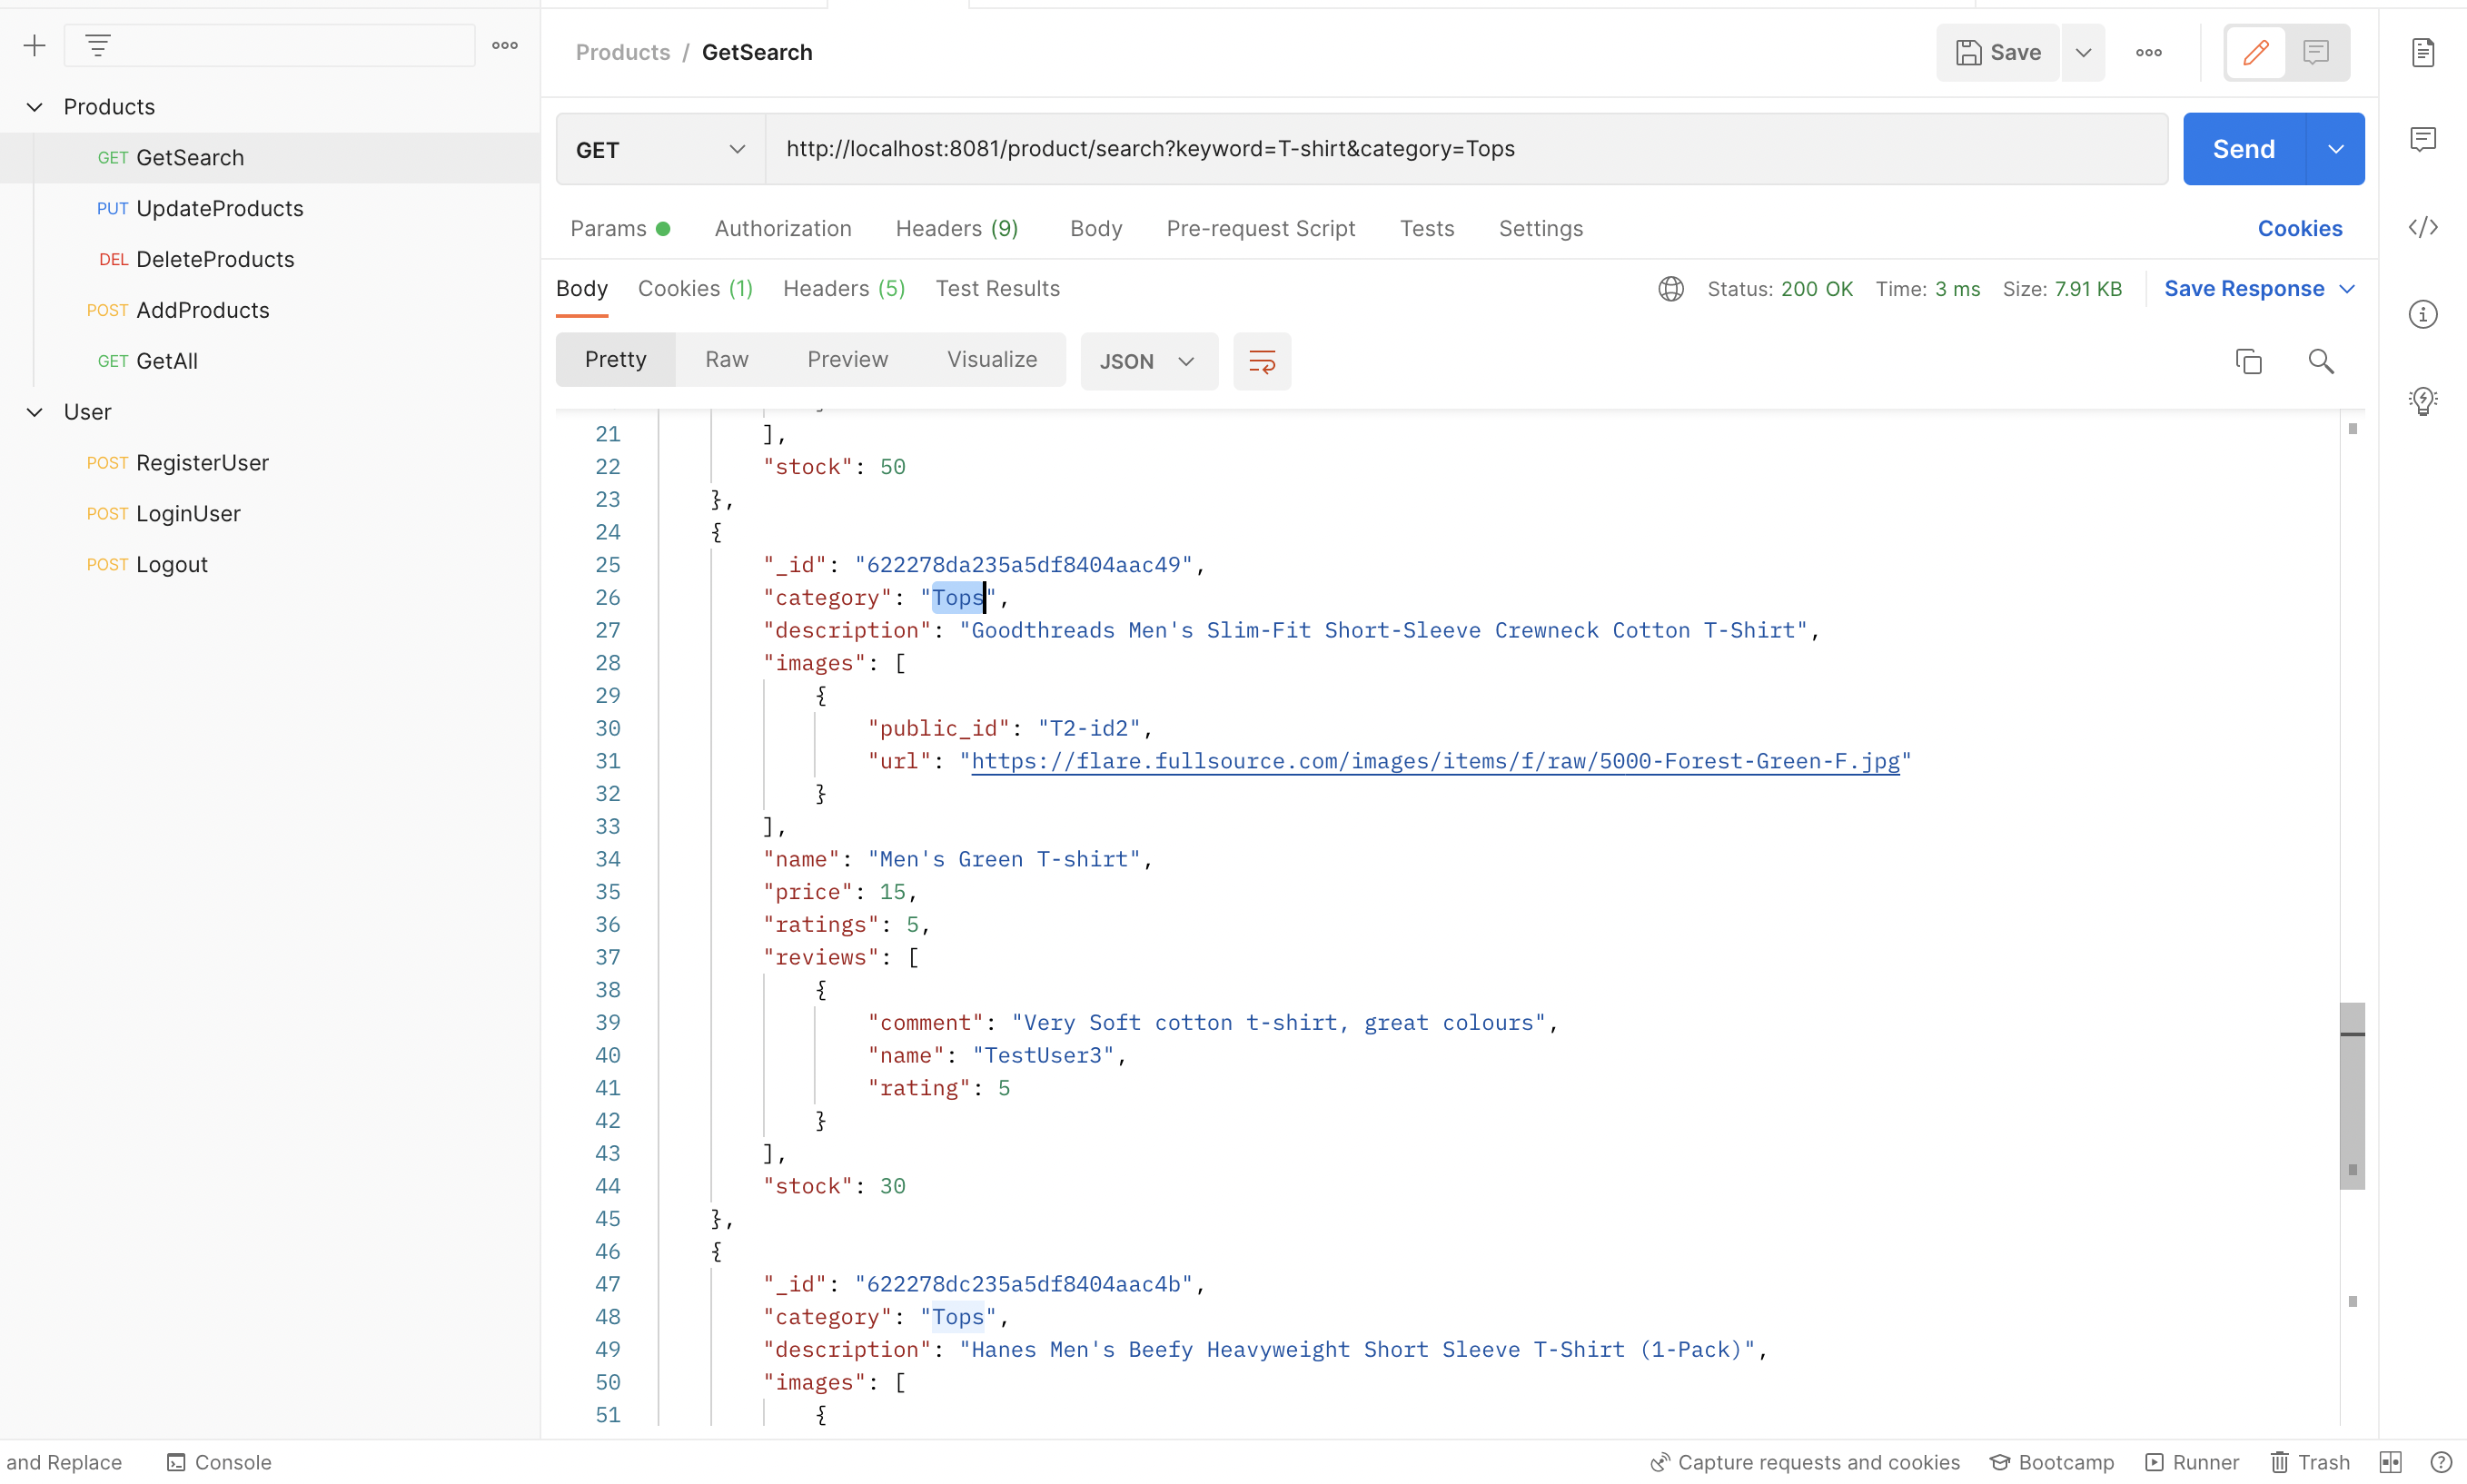 Products / GetSearch
Save
Products
GET GetSearch
PUT UpdateProducts
DEL DeleteProducts
POST AddProducts
GET GetAll
User
POST RegisterUser
POST LoginUser
POST Logout
GET http://localhost:8081/product/search?keyword=T-shirt&category=Tops
Send
Params Authorization Headers (9) Body Pre-request Script Tests Settings Cookies
Body Cookies (1) Headers (5) Test Results Status: 200 OK Time: 3 ms Size: 7.91 KB Save Response
Pretty Raw Preview Visualize JSON
21 ],
22 "stock": 50
23 },
24 {
25 "_id": "622278da235a5df8404aac49",
26 "category": "Tops",
27 "description": "Goodthreads Men's Slim-Fit Short-Sleeve Crewneck Cotton T-Shirt",
28 "images": [
29 {
30 "public_id": "T2-id2",
31 "url": "https://flare.fullsource.com/images/items/f/raw/5000-Forest-Green-F.jpg"
32 }
33 ],
34 "name": "Men's Green T-shirt",
35 "price": 15,
36 "ratings": 5,
37 "reviews": [
38 {
39 "comment": "Very Soft cotton t-shirt, great colours",
40 "name": "TestUser3",
41 "rating": 5
42 }
43 ],
44 "stock": 30
45 },
46 {
47 "_id": "622278dc235a5df8404aac4b",
48 "category": "Tops",
49 "description": "Hanes Men's Beefy Heavyweight Short Sleeve T-Shirt (1-Pack)",
50 "images": [
51 {
and Replace Console Capture requests and cookies Bootcamp Runner Trash